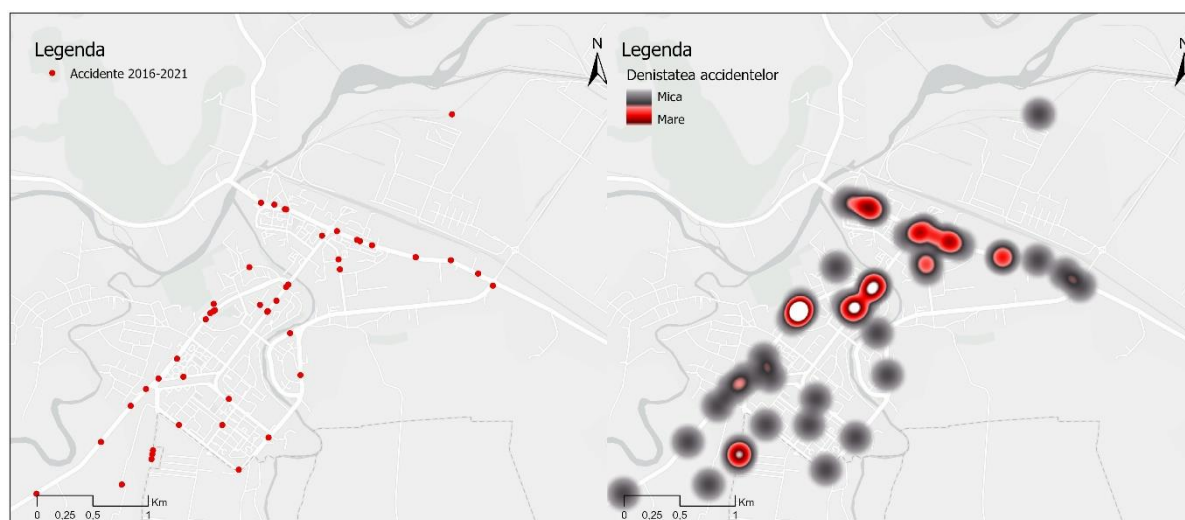 Legenda
Accidente 2016-2021
N
0 0,25 0,5 1
Km
Legenda
Denistatea accidentelor
Mica
Mare
N
0 0,25 0,5 1
Km